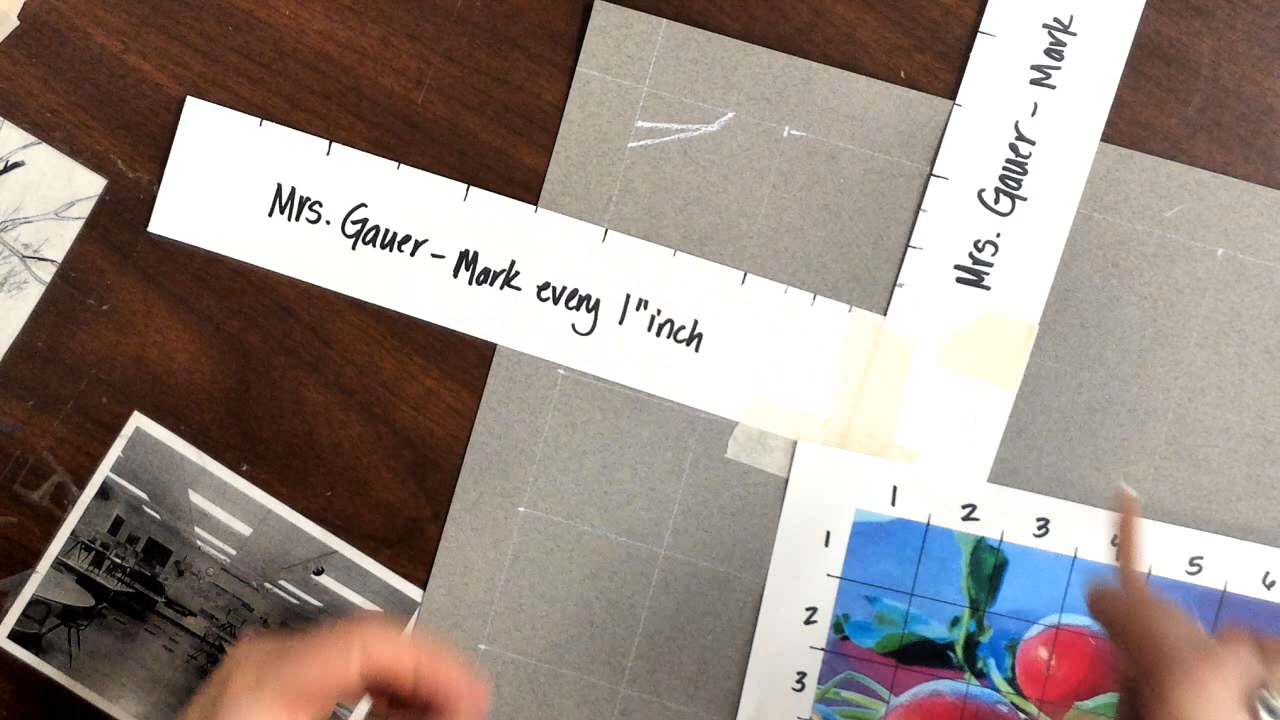 Mrs. Gauer - Mark every 1" inch
Mrs. Gauer - Mark
1 2 3 4 5 6
1
2
3